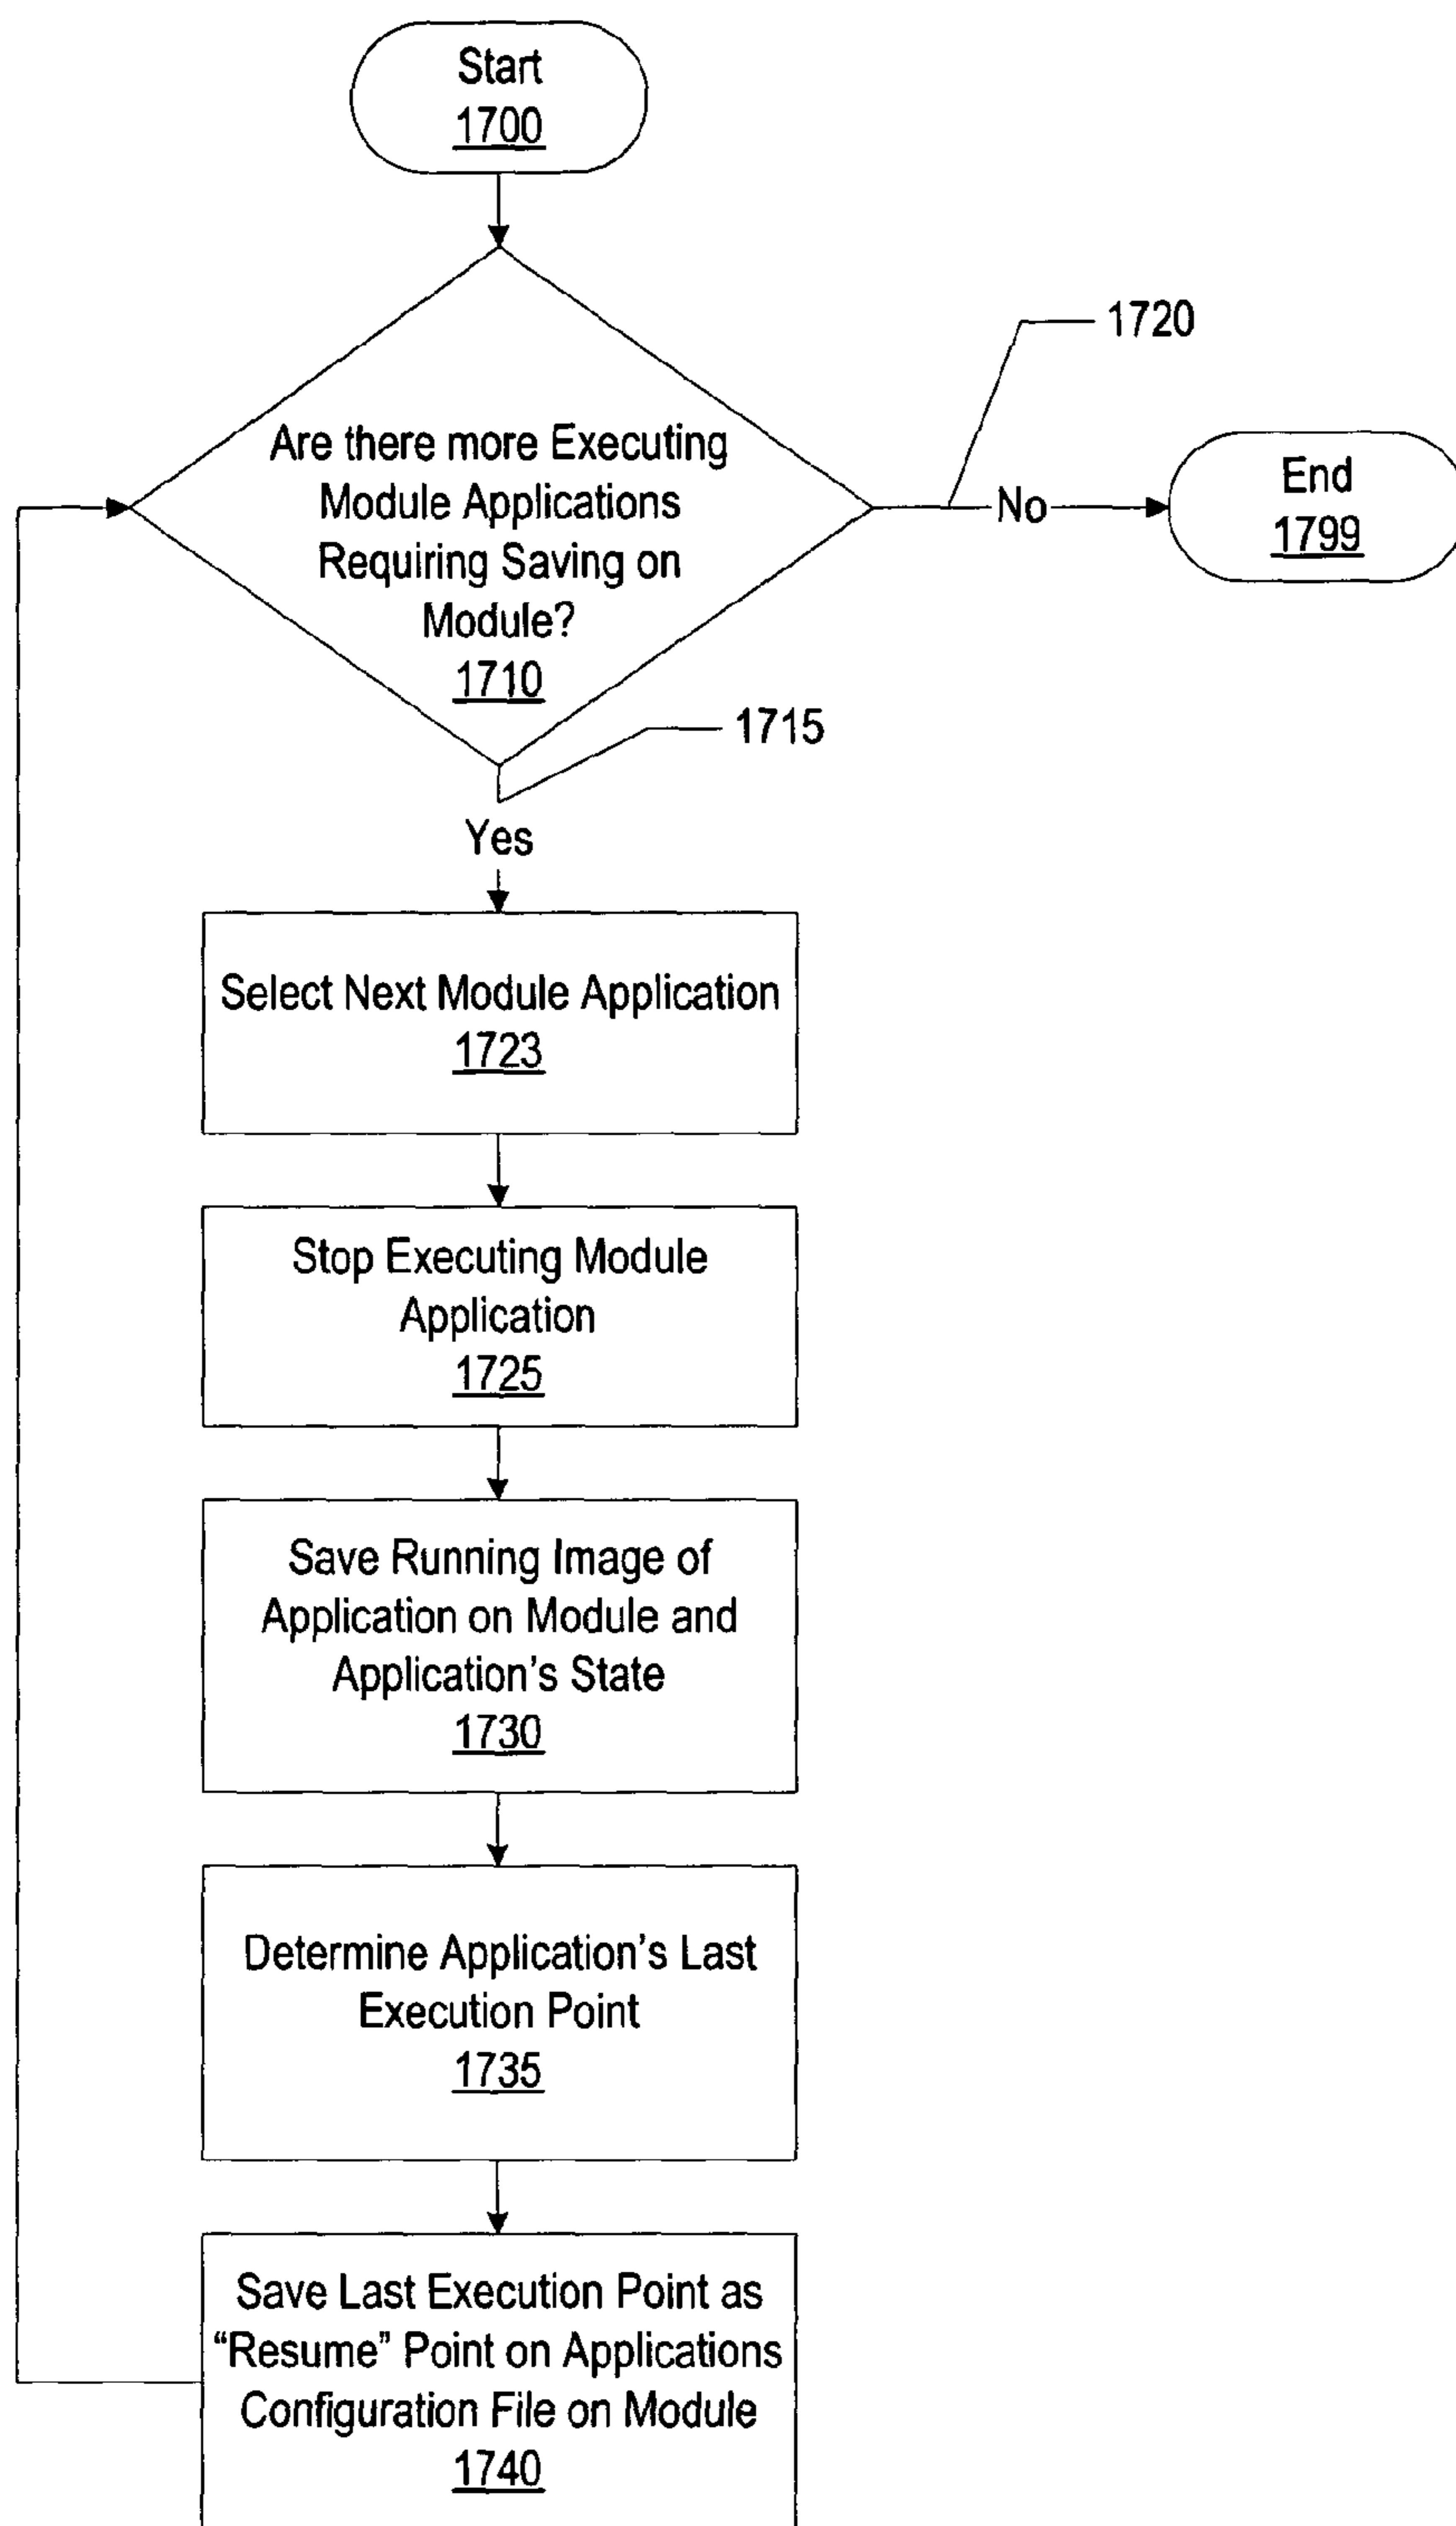 Start
1700
1720
Are there more Executing
Module Applications
Requiring Saving on
Module?
1710
No
End
1799
1715
Yes
Select Next Module Application
1723
Stop Executing Module
Application
1725
Save Running Image of
Application on Module and
Application's State
1730
Determine Application's Last
Execution Point
1735
Save Last Execution Point as
“Resume” Point on Applications
Configuration File on Module
1740